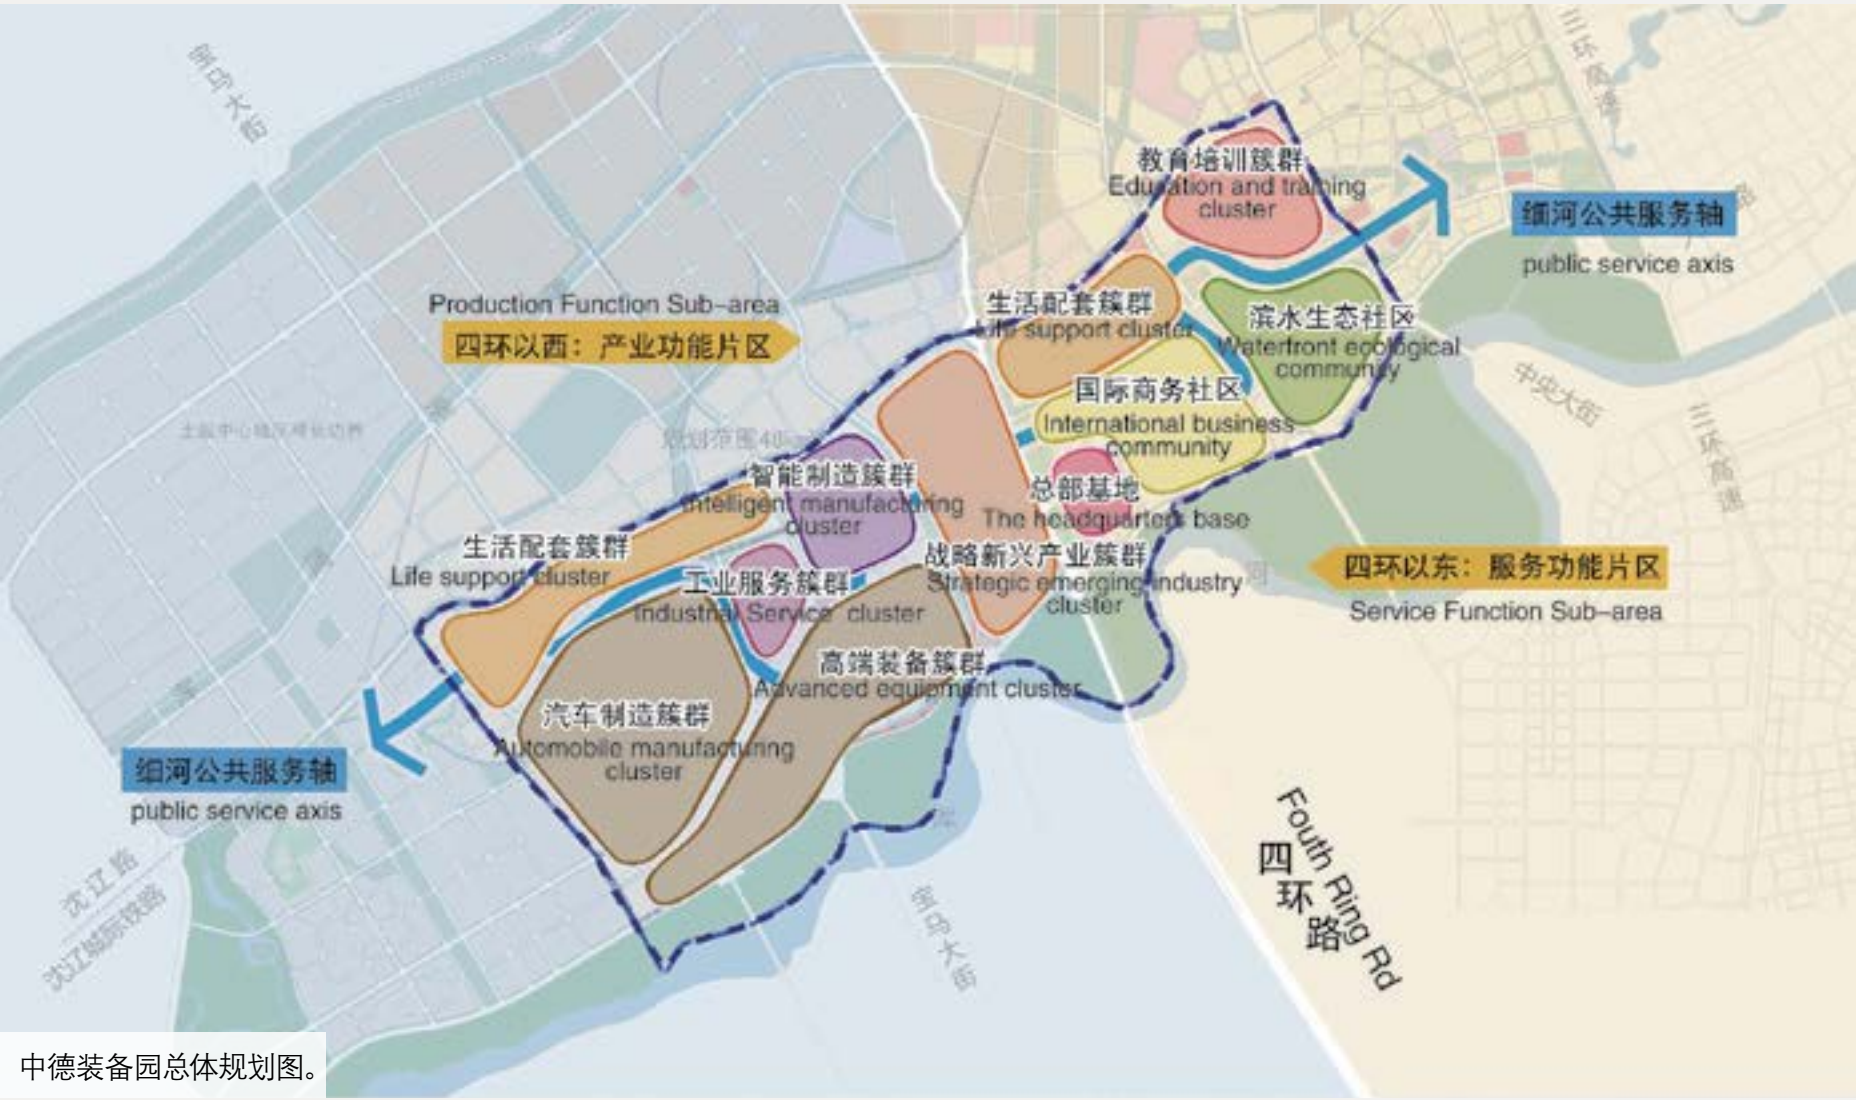 宝马大街
三环高速
教育培训簇群
Education and training
cluster
细河公共服务轴
public service axis
Production Function Sub-area
四环以西：产业功能片区
生活配套簇群
Life support cluster
滨水生态社区
Waterfront ecological
community
中央大街
三环高速
国际商务社区
International business
community
智能制造簇群
Intelligent manufacturing
cluster
总部基地
The headquarters base
生活配套簇群
Life support cluster
工业服务簇群
Industrial Service cluster
战略新兴产业簇群
Strategic emerging industry
cluster
四环以东：服务功能片区
Service Function Sub-area
高端装备簇群
Advanced equipment cluster
汽车制造簇群
Automobile manufacturing
cluster
细河公共服务轴
public service axis
沈辽路
沈辽城际铁路
宝马大街
Fouth Ring Rd
四环路
中德装备园总体规划图。